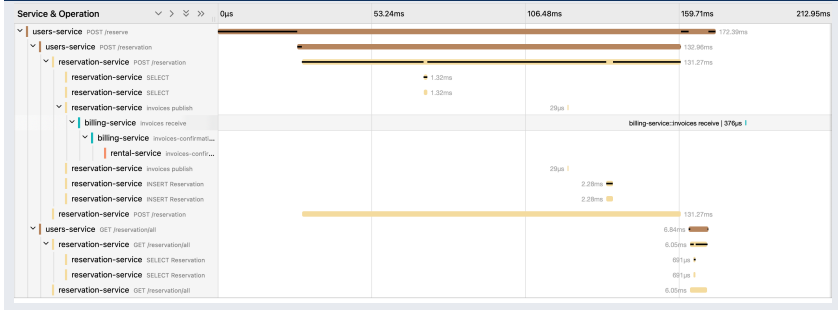 Service & Operation 0µs 53.24ms 106.48ms 159.71ms 212.95ms
users-service POST /reserve 172.39ms
users-service POST /reservation 132.95ms
reservation-service POST /reservation 131.27ms
reservation-service SELECT 1.32ms
reservation-service SELECT 1.32ms
reservation-service invoices publish 29µs
billing-service invoices receive billing-service::invoices receive | 376µs
billing-service invoices-confirmati...
rental-service invoices-confir...
reservation-service invoices publish 29µs
reservation-service INSERT Reservation 2.28ms
reservation-service INSERT Reservation 2.28ms
reservation-service POST /reservation 131.27ms
users-service GET /reservation/all 6.84ms
reservation-service GET /reservation/all 6.05ms
reservation-service SELECT Reservation 691µs
reservation-service SELECT Reservation 691µs
reservation-service GET /reservation/all 6.05ms